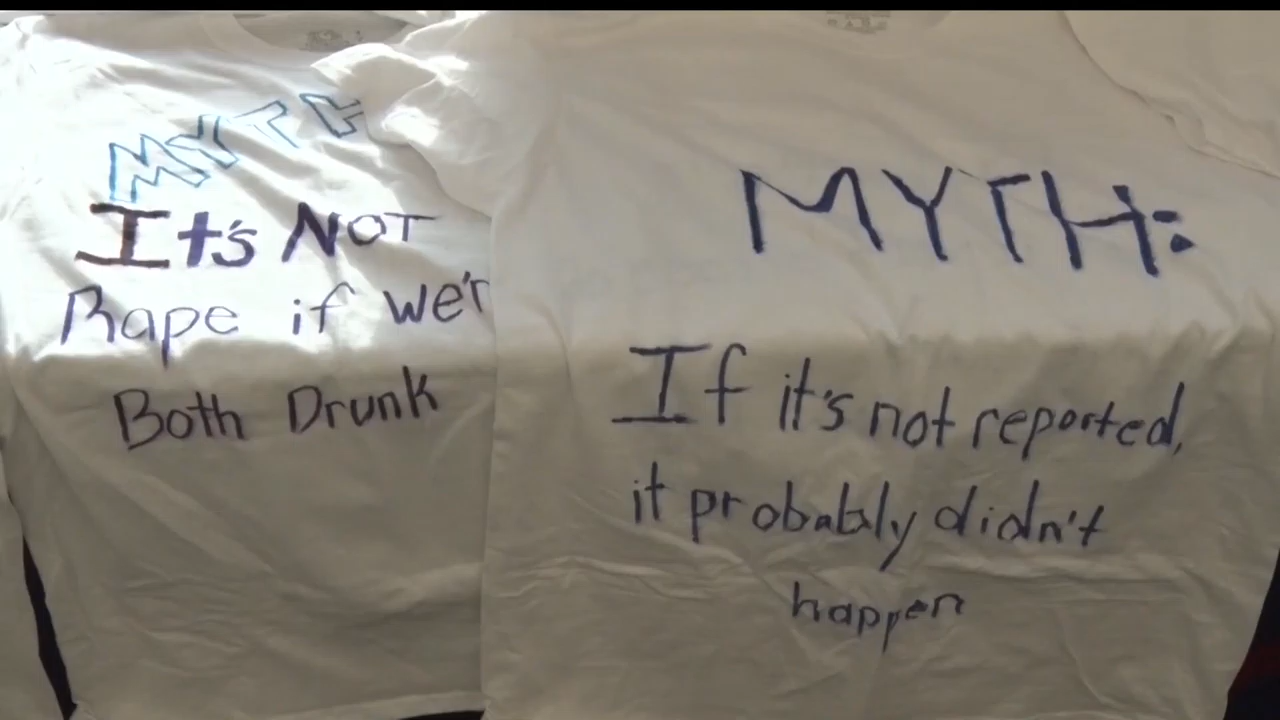 MYTH
It's NOT
Rape if we'r
Both Drunk
MYTH:
If it's not reported,
it probably didn't
happen